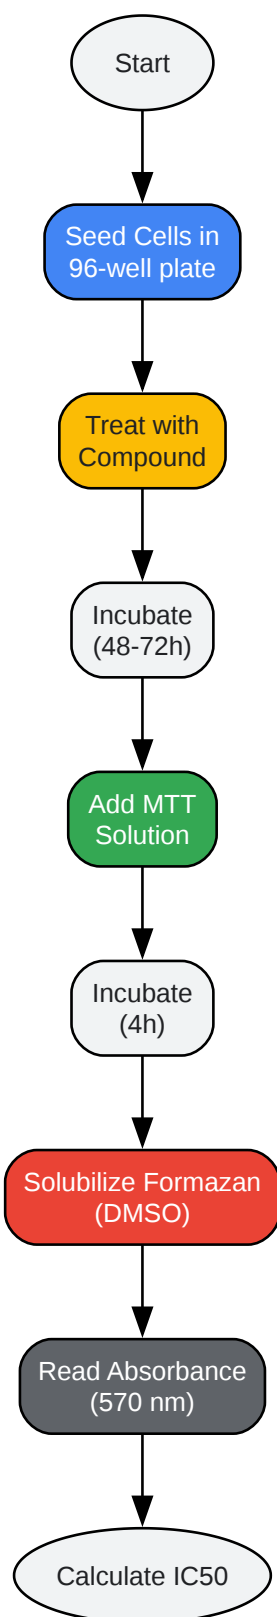 Start
Seed Cells in
96-well plate
Treat with
Compound
Incubate
(48-72h)
Add MTT
Solution
Incubate
(4h)
Solubilize Formazan
(DMSO)
Read Absorbance
(570 nm)
Calculate IC50